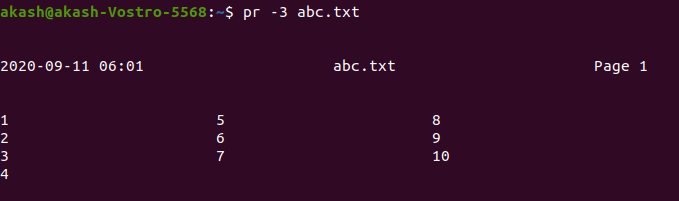 akash@akash-Vostro-5568:~$ pr -3 abc.txt
2020-09-11 06:01 abc.txt Page 1
1 5 8
2 6 9
3 7 10
4